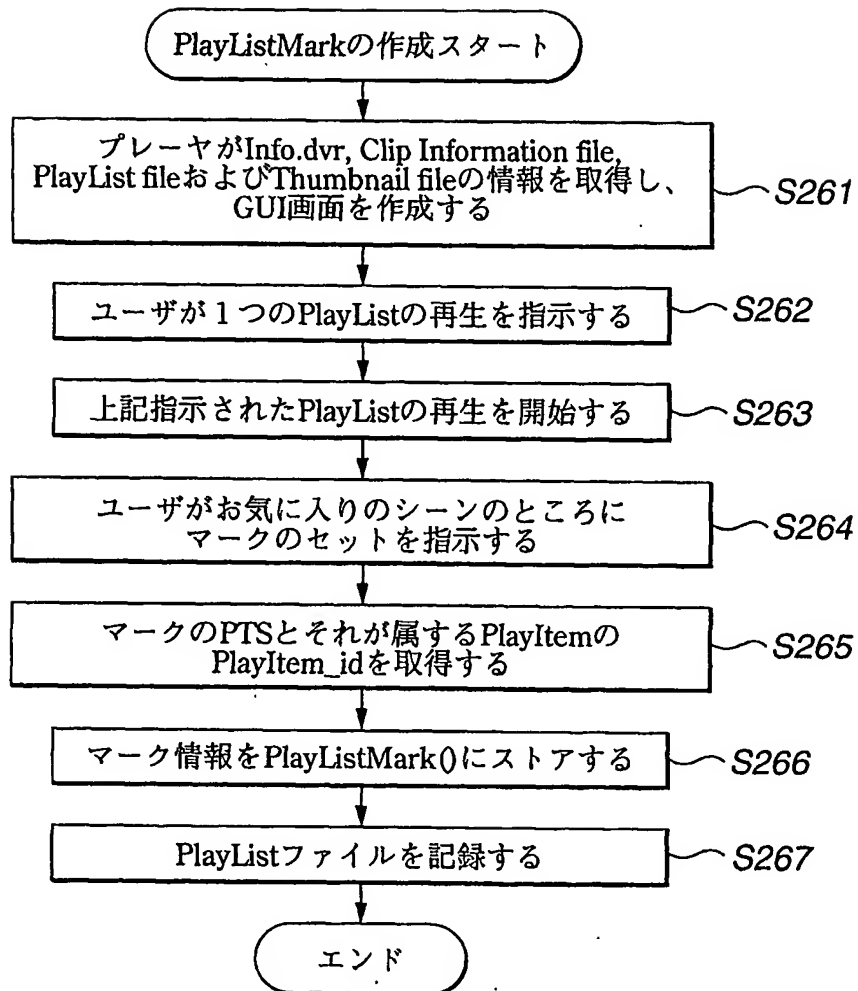 PlayListMarkの作成スタート
プレーヤがInfo.dvr, Clip Information file,
PlayList fileおよびThumbnail fileの情報を取得し、
GUI画面を作成する
S261
ユーザが１つのPlayListの再生を指示する
S262
上記指示されたPlayListの再生を開始する
S263
ユーザがお気に入りのシーンのところに
マークのセットを指示する
S264
マークのPTSとそれが属するPlayItemの
PlayItem_idを取得する
S265
マーク情報をPlayListMark()にストアする
S266
PlayListファイルを記録する
S267
エンド